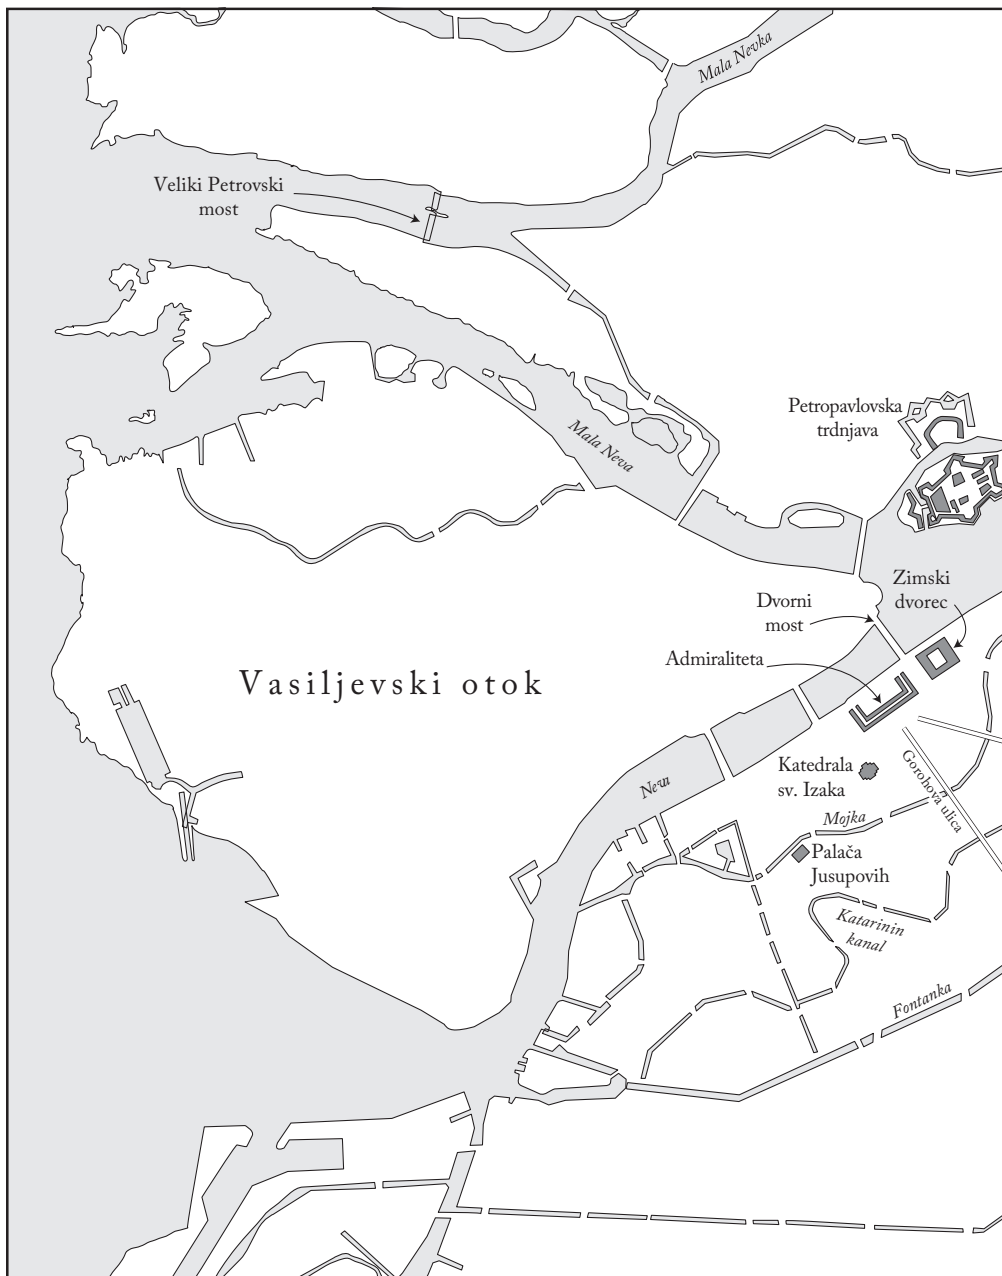 Mala Nevka
Veliki Petrovski
most
Petropavlovska
trdnjava
Mala Neva
Zimski
dvorec
Dvorni
most
Admiraliteta
Vasiljevski otok
Katedrala
sv. Izaka
Neva
Gorohova ulica
Mojka
Palača
Jusupovih
Katarinin
kanal
Fontanka